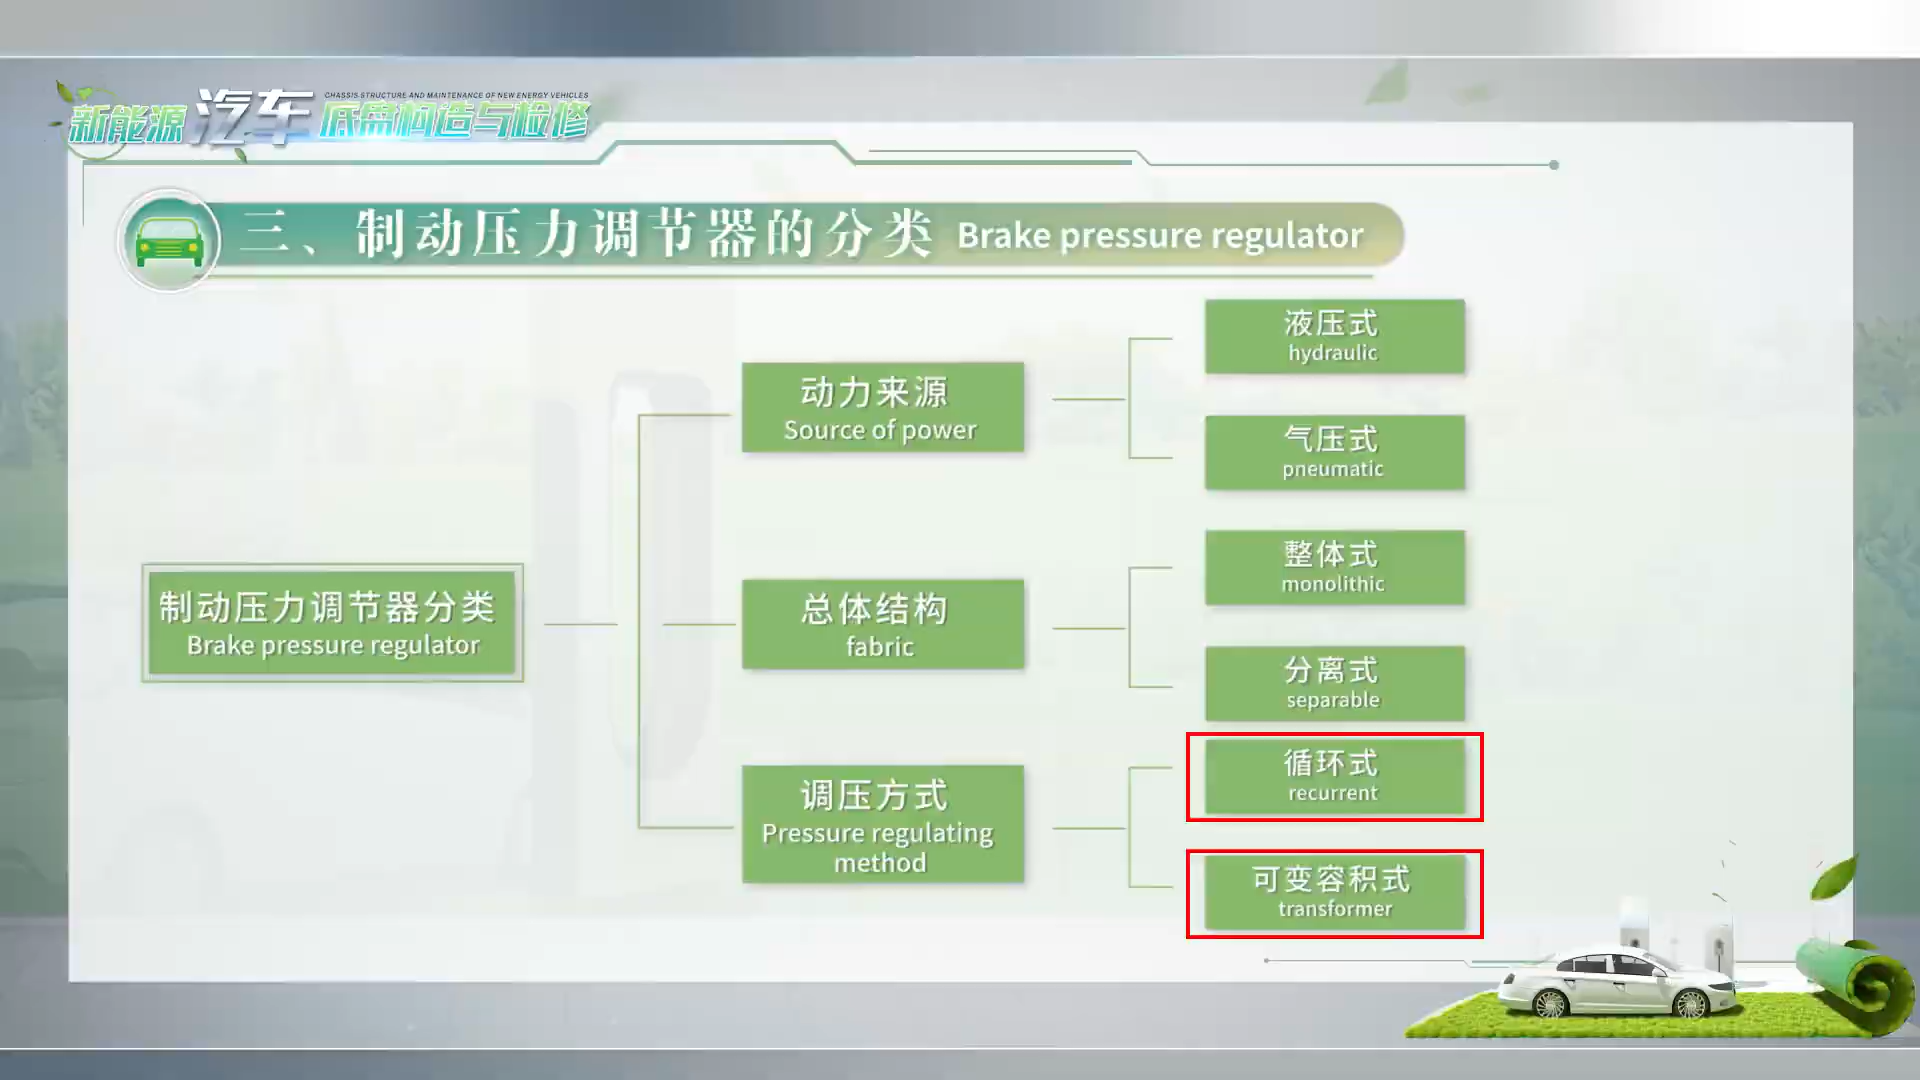 CHASSIS STRUCTURE AND MAINTENANCE OF NEW ENERGY VEHICLES
新能源汽车底盘构造与检修
三、制动压力调节器的分类 Brake pressure regulator
制动压力调节器分类
Brake pressure regulator
动力来源
Source of power
液压式
hydraulic
气压式
pneumatic
总体结构
fabric
整体式
monolithic
分离式
separable
调压方式
Pressure regulating
method
循环式
recurrent
可变容积式
transformer